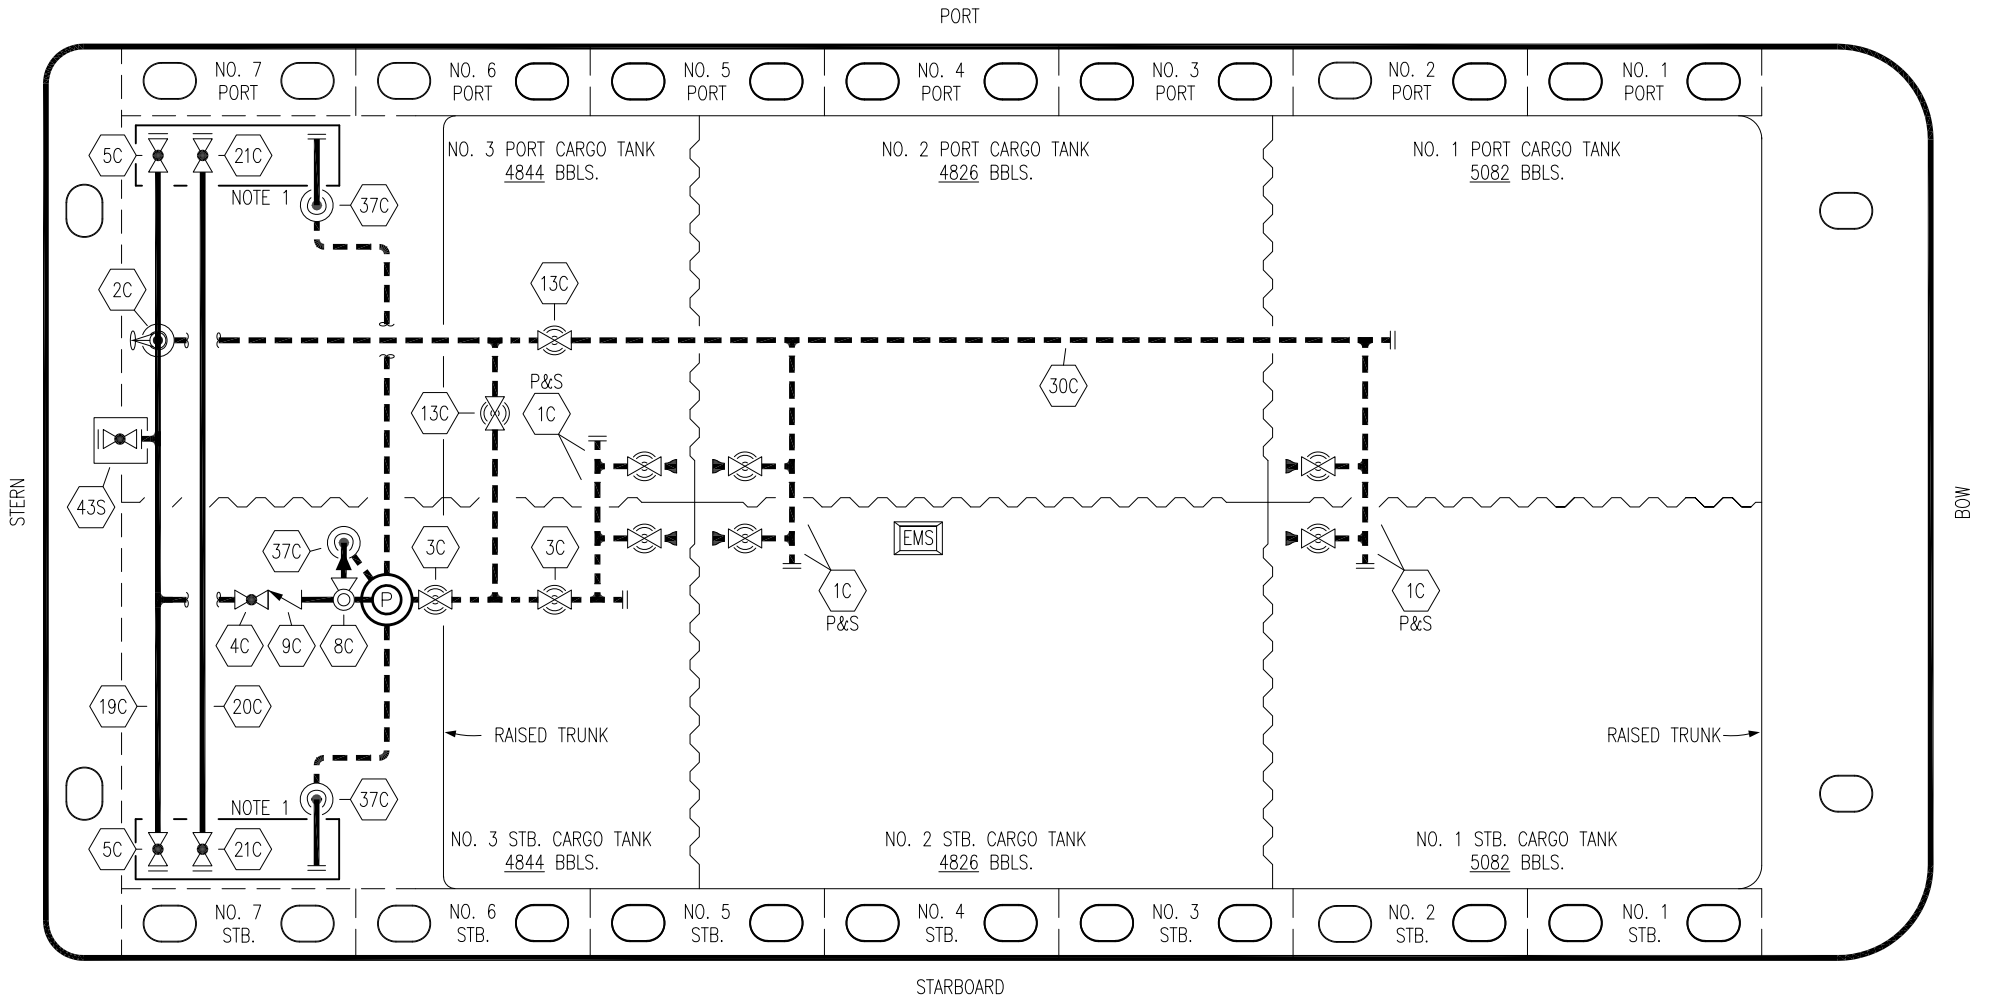 PORT
NO. 7
PORT
NO. 6
PORT
NO. 5
PORT
NO. 4
PORT
NO. 3
PORT
NO. 2
PORT
NO. 1
PORT
5C
21C
NOTE 1
37C
NO. 3 PORT CARGO TANK
4844 BBLS.
NO. 2 PORT CARGO TANK
4826 BBLS.
NO. 1 PORT CARGO TANK
5082 BBLS.
2C
13C
P&S
13C
1C
30C
43S
STERN
BOW
37C
3C
3C
EMS
P
1C
P&S
1C
P&S
4C
9C
8C
19C
20C
RAISED TRUNK
RAISED TRUNK
37C
NOTE 1
5C
21C
NO. 3 STB. CARGO TANK
4844 BBLS.
NO. 2 STB. CARGO TANK
4826 BBLS.
NO. 1 STB. CARGO TANK
5082 BBLS.
NO. 7
STB.
NO. 6
STB.
NO. 5
STB.
NO. 4
STB.
NO. 3
STB.
NO. 2
STB.
NO. 1
STB.
STARBOARD